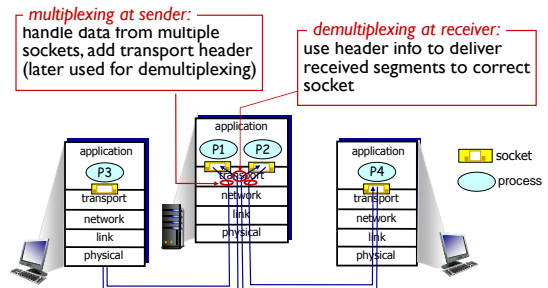 multiplexing at sender:
handle data from multiple
sockets, add transport header
(later used for demultiplexing)
demultiplexing at receiver:
use header info to deliver
received segments to correct
socket
application
P3
transport
network
link
physical
application
P1 P2
transport
network
link
physical
application
P4
transport
network
link
physical
socket
process